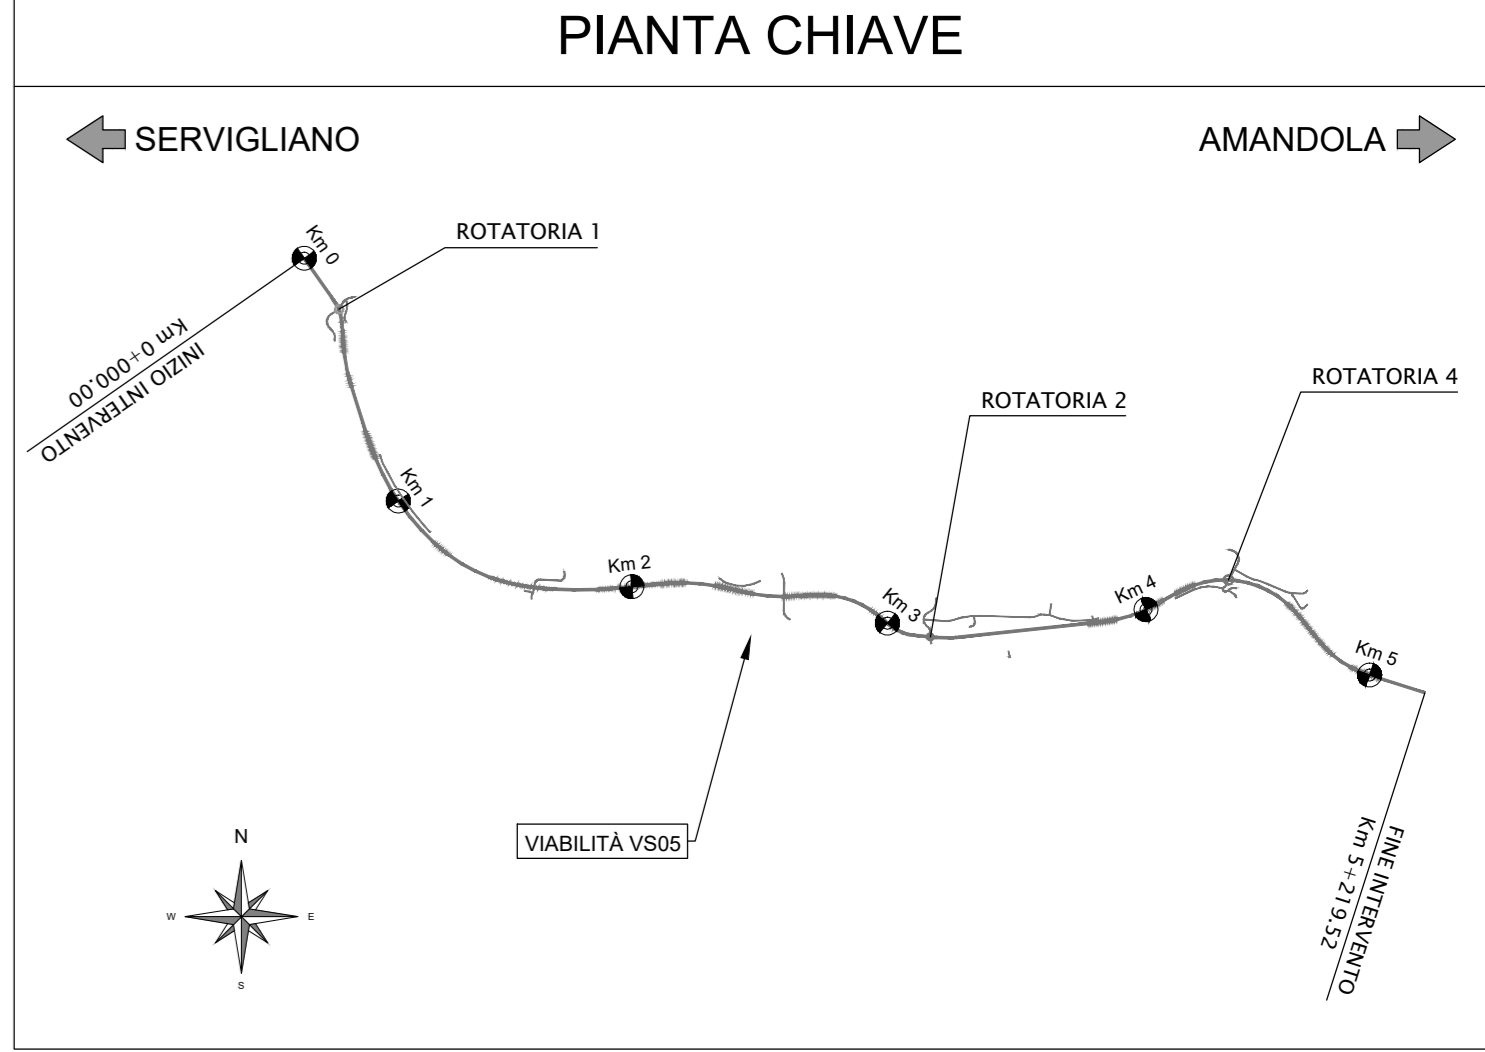 PIANTA CHIAVE
SERVIGLIANO
AMANDOLA
Km 0
ROTATORIA 1
Km 0+000.00
INIZIO INTERVENTO
ROTATORIA 4
ROTATORIA 2
Km 1
Km 2
Km 3
Km 4
Km 5
VIABILITÀ VS05
FINE INTERVENTO
Km 5+219.52
N
W
E
S